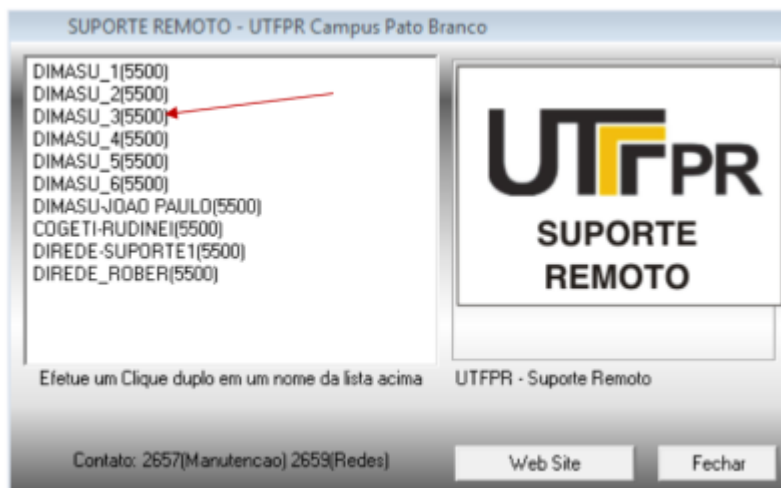 SUPORTE REMOTO - UTFPR Campus Pato Branco
DIMASU_1(5500)
DIMASU_2(5500)
DIMASU_3(5500)
DIMASU_4(5500)
DIMASU_5(5500)
DIMASU_6(5500)
DIMASU-JOAO PAULO(5500)
COGETI-RUDINEI(5500)
DIREDE-SUPORTE1(5500)
DIREDE_ROBER(5500)
UTFPR
SUPORTE
REMOTO
Efetue um Clique duplo em um nome da lista acima
UTFPR - Suporte Remoto
Contato: 2657(Manutencao) 2659(Redes)
Web Site
Fechar